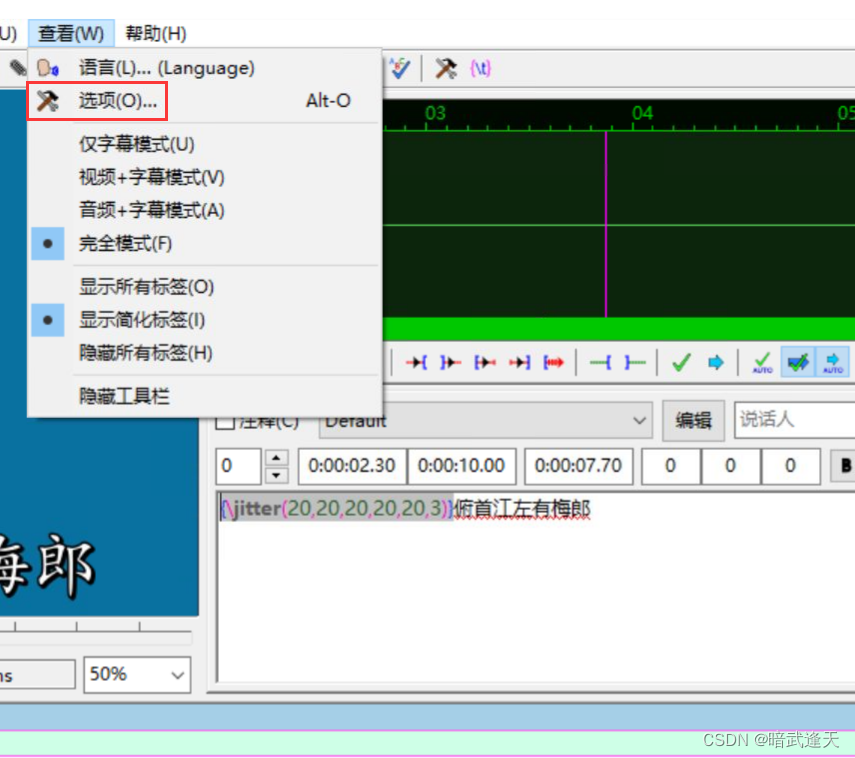 U) 查看(W) 帮助(H)
语言(L)... (Language)
选项(O)... Alt-O
仅字幕模式(U)
视频+字幕模式(V)
音频+字幕模式(A)
完全模式(F)
显示所有标签(O)
显示简化标签(I)
隐藏所有标签(H)
隐藏工具栏
{\t}
03 04 05
AUTO AUTO
注释(C) Default 编辑 说话人
0 0:00:02.30 0:00:10.00 0:00:07.70 0 0 0 B
{\jitter(20,20,20,20,20,3)}俯首江左有梅郎
梅郎
ns 50%
CSDN @暗武逢天